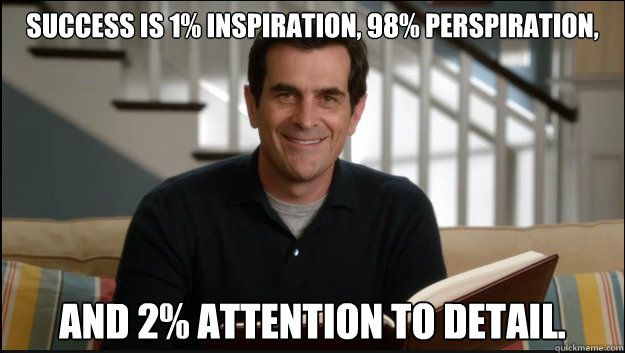 SUCCESS IS 1% INSPIRATION, 98% PERSPIRATION,
AND 2% ATTENTION TO DETAIL.
quickmeme.com